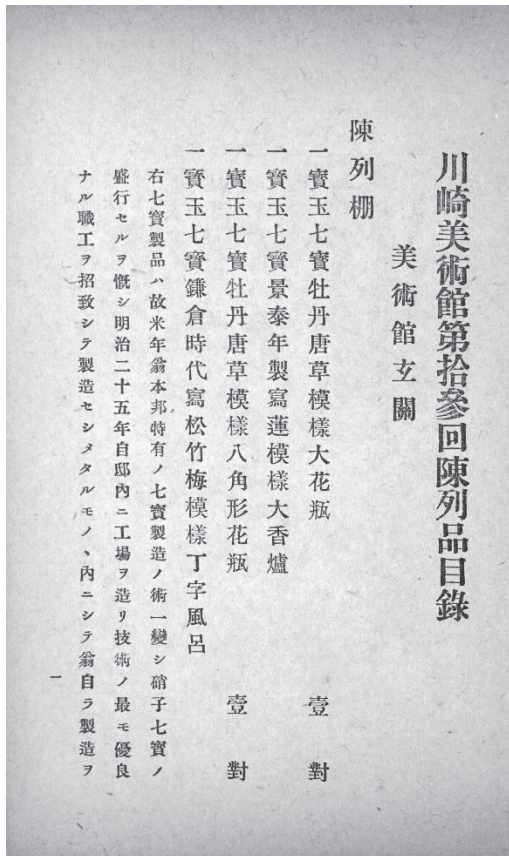 川崎美術館第拾參回陳列品目錄
美術館玄關
陳列棚
一寶玉七寶牡丹唐草模樣大花瓶 壹對
一寶玉七寶景泰年製寫蓮模樣大香爐
一寶玉七寶牡丹唐草模樣八角形花瓶 壹對
一寶玉七寶鎌倉時代寫松竹梅模樣丁字風呂
右七寶製品ハ故米年翁本邦特有ノ七寶製造ノ術一變シ硝子七寶ノ
盛行セルヲ慨シ明治二十五年自邸內ニ工場ヲ造リ技術ノ最モ優良
ナル職工ヲ招致シテ製造セシメタルモノヽ內ニシテ翁自ラ製造ヲ
一